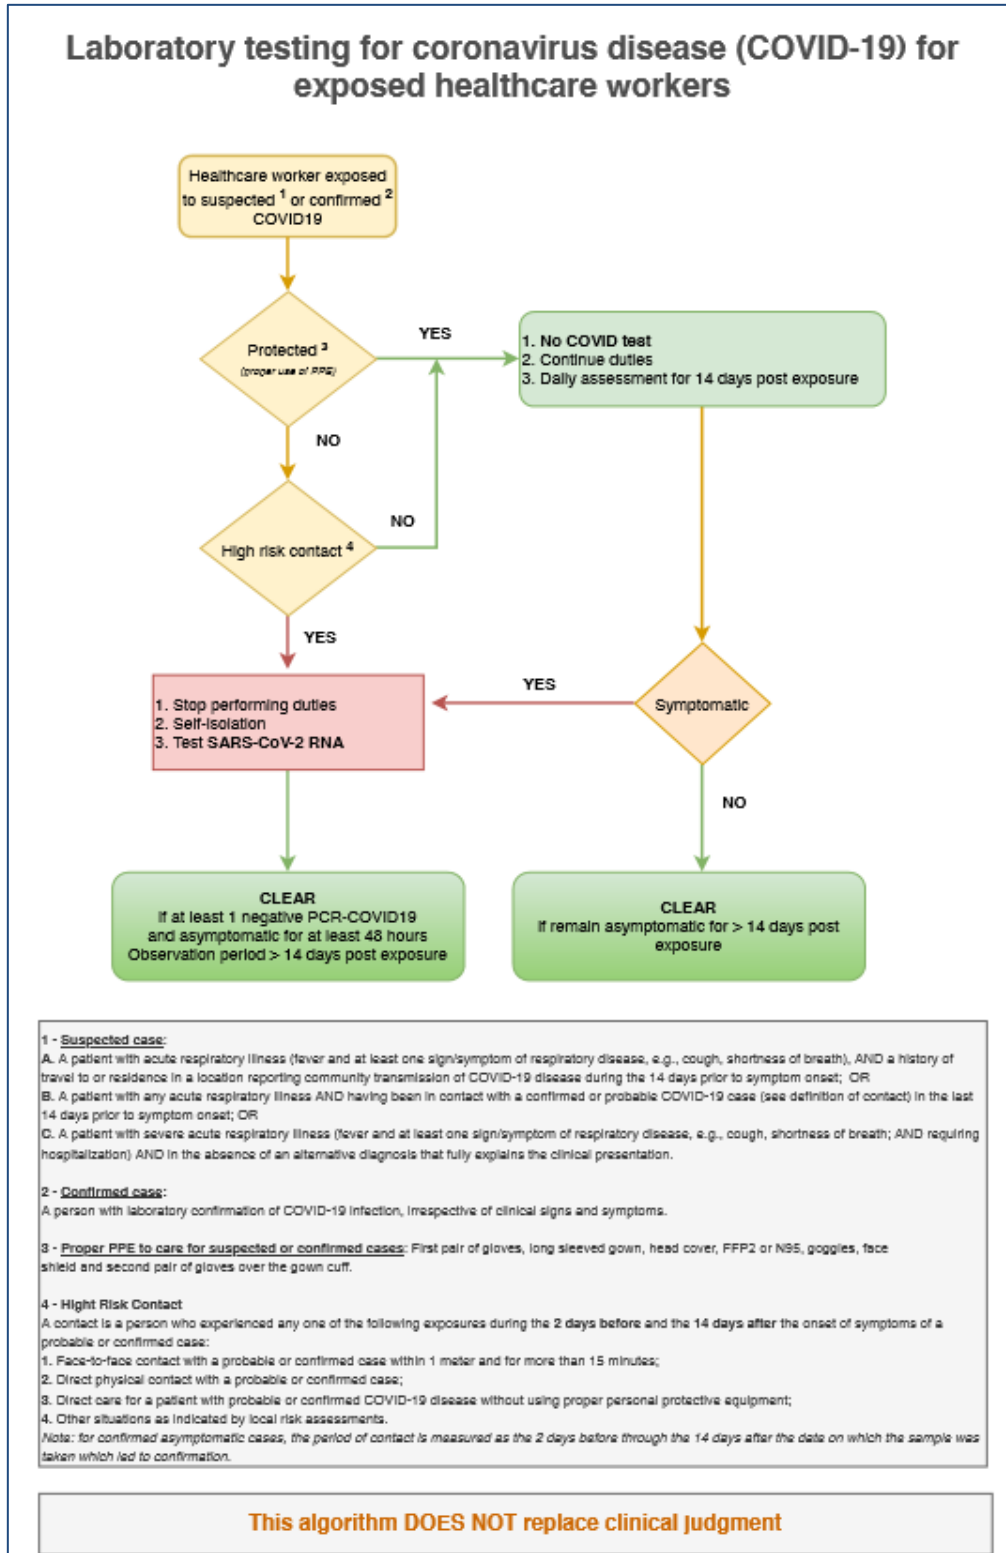 Laboratory testing for coronavirus disease (COVID-19) for
exposed healthcare workers
Healthcare worker exposed
to suspected 1 or confirmed 2
COVID19
Protected 3
(proper use of PPE)
YES
1. No COVID test
2. Continue duties
3. Daily assessment for 14 days post exposure
NO
High risk contact 4
NO
YES
1. Stop performing duties
2. Self-isolation
3. Test SARS-CoV-2 RNA
YES
Symptomatic
NO
CLEAR
If at least 1 negative PCR-COVID19
and asymptomatic for at least 48 hours
Observation period > 14 days post exposure
CLEAR
If remain asymptomatic for > 14 days post
exposure
1 - Suspected case:
A. A patient with acute respiratory illness (fever and at least one sign/symptom of respiratory disease, e.g., cough, shortness of breath), AND a history of
travel to or residence in a location reporting community transmission of COVID-19 disease during the 14 days prior to symptom onset; OR
B. A patient with any acute respiratory illness AND having been in contact with a confirmed or probable COVID-19 case (see definition of contact) in the last
14 days prior to symptom onset; OR
C. A patient with severe acute respiratory illness (fever and at least one sign/symptom of respiratory disease, e.g., cough, shortness of breath; AND requiring
hospitalization) AND in the absence of an alternative diagnosis that fully explains the clinical presentation.
2 - Confirmed case:
A person with laboratory confirmation of COVID-19 infection, irrespective of clinical signs and symptoms.
3 - Proper PPE to care for suspected or confirmed cases: First pair of gloves, long sleeved gown, head cover, FFP2 or N95, goggles, face
shield and second pair of gloves over the gown cuff.
4 - Hight Risk Contact
A contact is a person who experienced any one of the following exposures during the 2 days before and the 14 days after the onset of symptoms of a
probable or confirmed case:
1. Face-to-face contact with a probable or confirmed case within 1 meter and for more than 15 minutes;
2. Direct physical contact with a probable or confirmed case;
3. Direct care for a patient with probable or confirmed COVID-19 disease without using proper personal protective equipment;
4. Other situations as indicated by local risk assessments.
Note: for confirmed asymptomatic cases, the period of contact is measured as the 2 days before through the 14 days after the date on which the sample was
taken which led to confirmation.
This algorithm DOES NOT replace clinical judgment